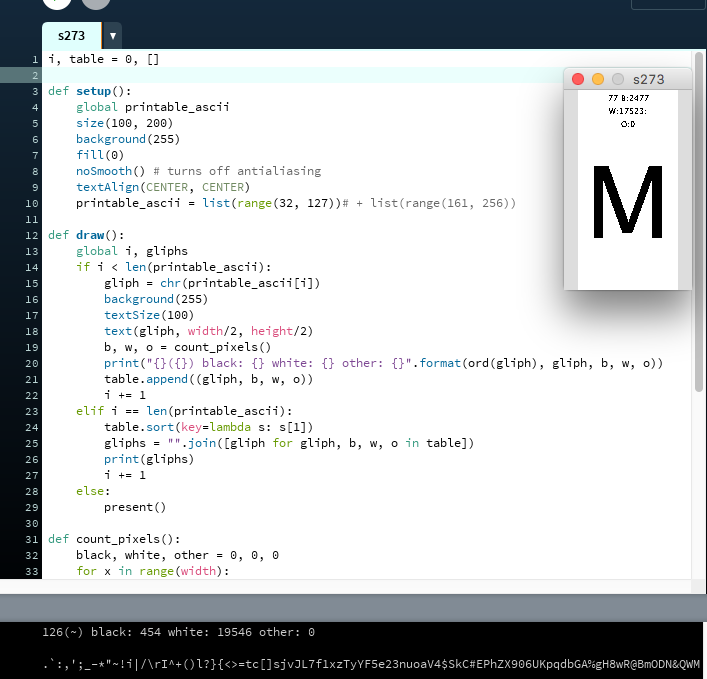 s273
1 i, table = 0, []
2
3 def setup():
4     global printable_ascii
5     size(100, 200)
6     background(255)
7     fill(0)
8     noSmooth() # turns off antialiasing
9     textAlign(CENTER, CENTER)
10     printable_ascii = list(range(32, 127))# + list(range(161, 256))
11
12 def draw():
13     global i, gliphs
14     if i < len(printable_ascii):
15         gliph = chr(printable_ascii[i])
16         background(255)
17         textSize(100)
18         text(gliph, width/2, height/2)
19         b, w, o = count_pixels()
20         print("{}({}) black: {} white: {} other: {}".format(ord(gliph), gliph, b, w, o))
21         table.append((gliph, b, w, o))
22         i += 1
23     elif i == len(printable_ascii):
24         table.sort(key=lambda s: s[1])
25         gliphs = "".join([gliph for gliph, b, w, o in table])
26         print(gliphs)
27         i += 1
28     else:
29         present()
30
31 def count_pixels():
32     black, white, other = 0, 0, 0
33     for x in range(width):
s273
77 B:2477
W:17523:
O:0
M
126(~) black: 454 white: 19546 other: 0
.`:,';_-*"~!i|/\rI^+()l?}{<>=tc[]sjvJL7f1xzTyYF5e23nuoaV4$SkC#EPhZX906UKpqdbGA%gH8wR@BmODN&QWM